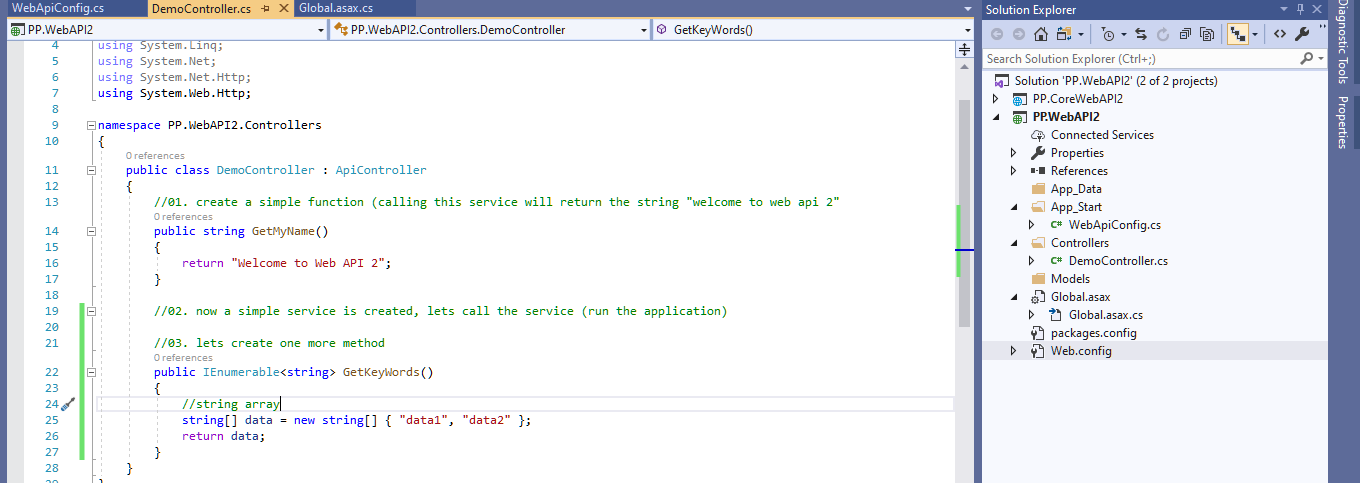 WebApiConfig.cs
DemoController.cs
Global.asax.cs
PP.WebAPI2
PP.WebAPI2.Controllers.DemoController
GetKeyWords()
4 using System.Linq;
5 using System.Net;
6 using System.Net.Http;
7 using System.Web.Http;
8
9 namespace PP.WebAPI2.Controllers
10 {
0 references
11 public class DemoController : ApiController
12 {
13 //01. create a simple function (calling this service will return the string "welcome to web api 2"
0 references
14 public string GetMyName()
15 {
16 return "Welcome to Web API 2";
17 }
18
19 //02. now a simple service is created, lets call the service (run the application)
20
21 //03. lets create one more method
0 references
22 public IEnumerable<string> GetKeyWords()
23 {
24 //string array
25 string[] data = new string[] { "data1", "data2" };
26 return data;
27 }
28 }
Solution Explorer
Search Solution Explorer (Ctrl+;)
Solution 'PP.WebAPI2' (2 of 2 projects)
PP.CoreWebAPI2
PP.WebAPI2
Connected Services
Properties
References
App_Data
App_Start
C# WebApiConfig.cs
Controllers
C# DemoController.cs
Models
Global.asax
Global.asax.cs
packages.config
Web.config
Diagnostic Tools
Properties